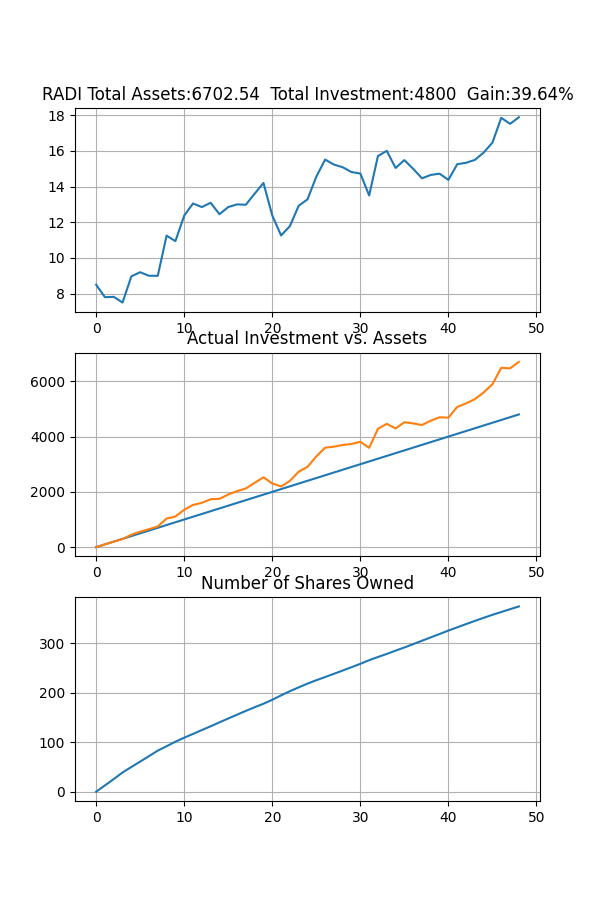 RADI Total Assets:6702.54  Total Investment:4800  Gain:39.64%
18
16
14
12
10
8
0 10 20 30 40 50
Actual Investment vs. Assets
6000
4000
2000
0
0 10 20 30 40 50
Number of Shares Owned
300
200
100
0
0 10 20 30 40 50